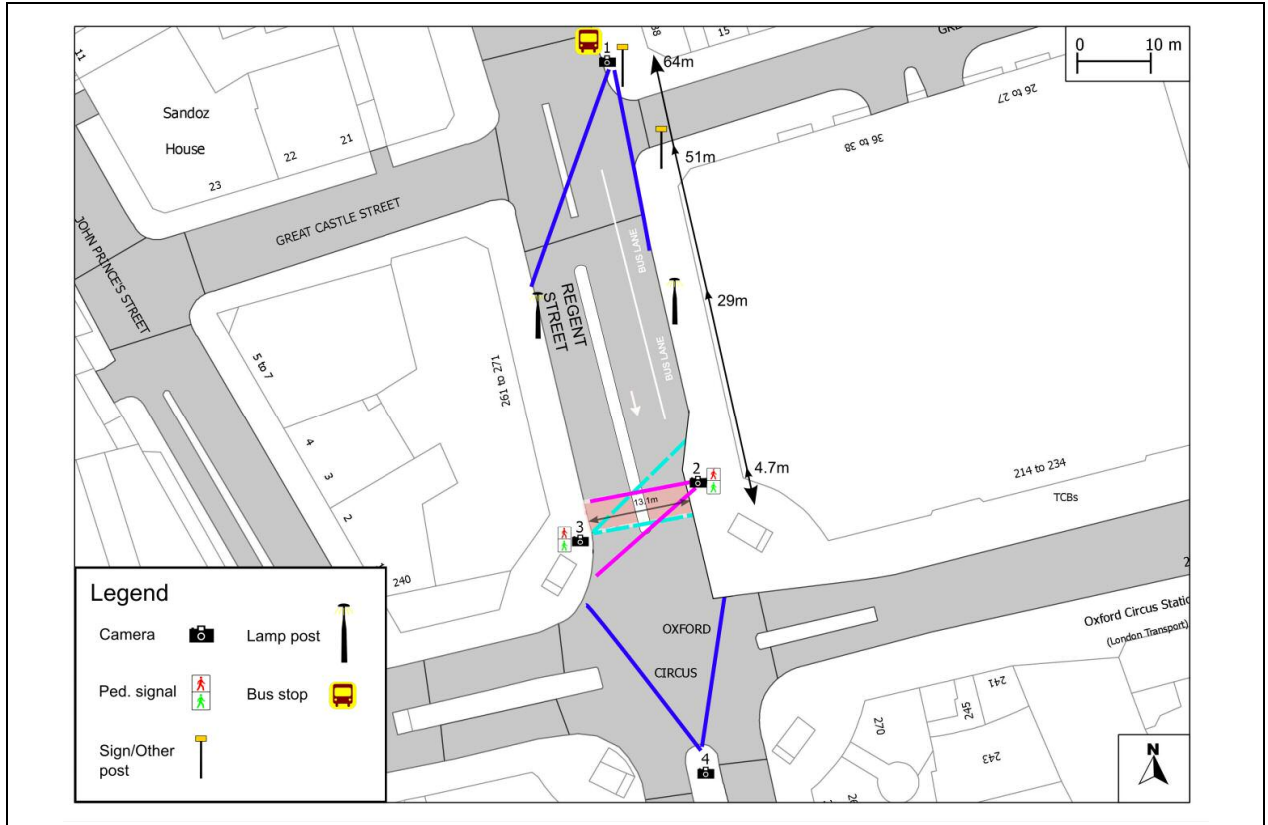 11
38
15
1
64m
0 10 m
Sandoz
House
21
22
23
26 to 27
36 to 38
51m
GREAT CASTLE STREET
JOHN PRINCE'S STREET
BUS LANE
REGENT
STREET
29m
BUS LANE
5 to 7
261 to 271
4
3
2
2
4.7m
13.1m
3
214 to 234
TCBs
240
2
Legend
Camera
Lamp post
Ped. signal
Bus stop
Sign/Other
post
OXFORD
CIRCUS
Oxford Circus Static
(London Transport)
241
245
270
243
4
N